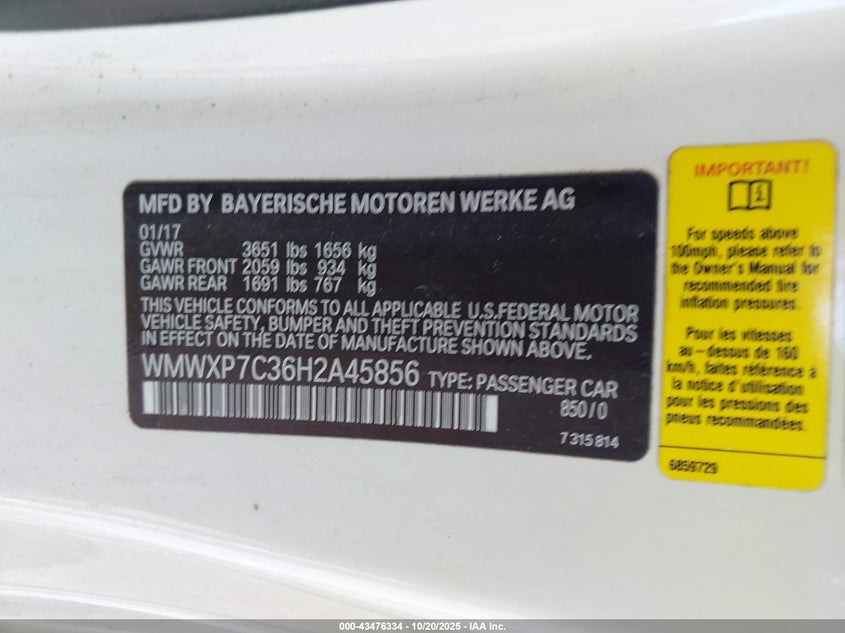 MFD BY BAYERISCHE MOTOREN WERKE AG
01/17
GVWR 3651 lbs 1656 kg
GAWR FRONT 2059 lbs 934 kg
GAWR REAR 1691 lbs 767 kg
THIS VEHICLE CONFORMS TO ALL APPLICABLE U.S.FEDERAL MOTOR
VEHICLE SAFETY, BUMPER AND THEFT PREVENTION STANDARDS
IN EFFECT ON THE DATE OF MANUFACTURE SHOWN ABOVE.
WMWXP7C36H2A45856 TYPE: PASSENGER CAR
850/0
7 315 814
IMPORTANT!
For speeds above
100mph, please refer to
the Owner's Manual for
recommended tire
inflation pressures.
Pour les vitesses
au-dessus de 160
km/h, faites référence à
la notice d'utilisation
pour les pressions des
pneus recommandées.
6859729
000-43476334 - 10/20/2025 - IAA Inc.